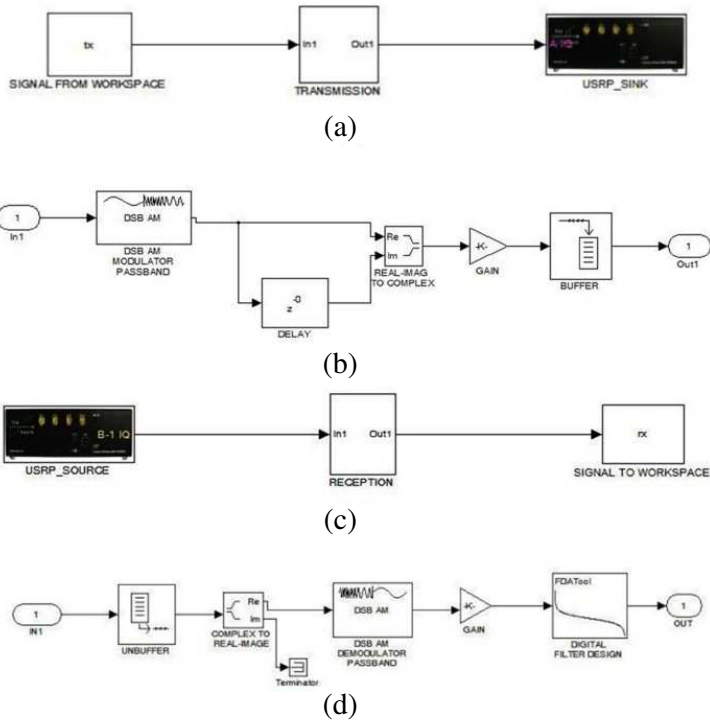 tx
In1
Out1
A IQ
SIGNAL FROM WORKSPACE
TRANSMISSION
USRP_SINK
(a)
1
In1
DSB AM
DSB AM
MODULATOR
PASSBAND
Re
Im
REAL-IMAG
TO COMPLEX
-K-
GAIN
BUFFER
1
Out1
z
-0
DELAY
(b)
B-1 IQ
USRP_SOURCE
In1
Out1
RECEPTION
rx
SIGNAL TO WORKSPACE
(c)
1
IN1
UNBUFFER
Re
Im
COMPLEX TO
REAL-IMAGE
Terminator
DSB AM
DSB AM
DEMODULATOR
PASSBAND
-K-
GAIN
FDATool
DIGITAL
FILTER DESIGN
1
OUT
(d)